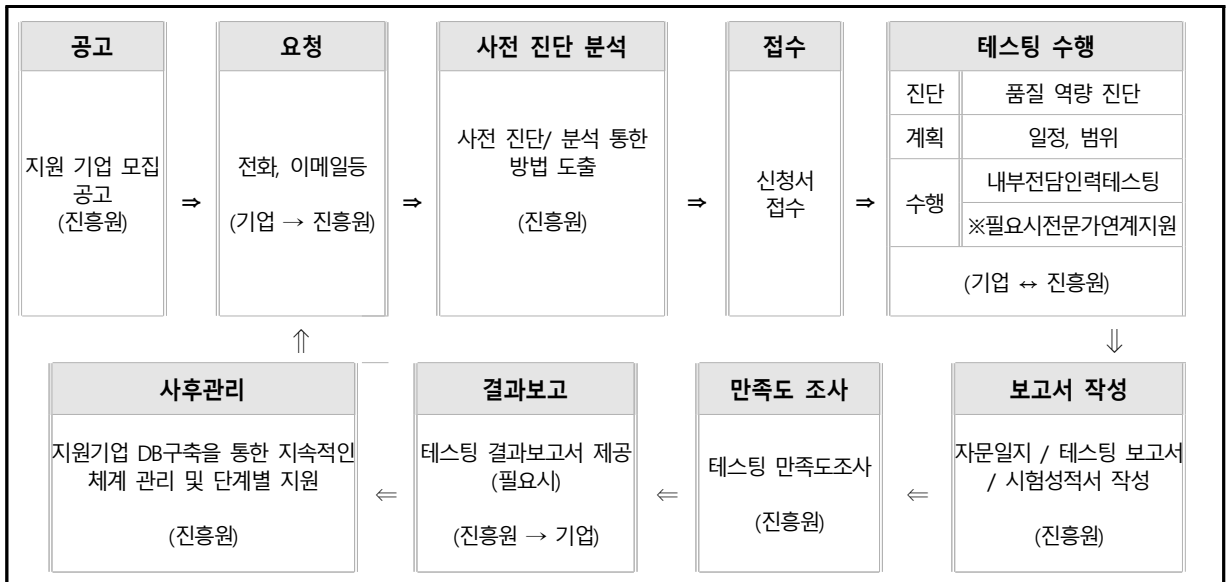 공고
지원 기업 모집
공고
(진흥원)
⇒
요청
전화, 이메일등
(기업 → 진흥원)
⇒
사전 진단 분석
사전 진단/ 분석 통한
방법 도출
(진흥원)
⇒
접수
신청서
접수
⇒
테스팅 수행
진단 품질 역량 진단
계획 일정, 범위
수행 내부전담인력테스팅
※필요시전문가연계지원
(기업 ↔ 진흥원)
⇑
⇓
보고서 작성
자문일지 / 테스팅 보고서
/ 시험성적서 작성
(진흥원)
⇐
만족도 조사
테스팅 만족도조사
(진흥원)
⇐
결과보고
테스팅 결과보고서 제공
(필요시)
(진흥원 → 기업)
⇐
사후관리
지원기업 DB구축을 통한 지속적인
체계 관리 및 단계별 지원
(진흥원)